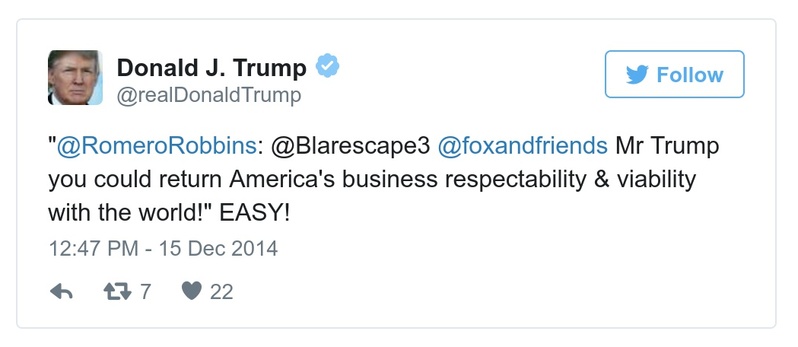 Donald J. Trump
@realDonaldTrump
Follow
"@RomeroRobbins: @Blarescape3 @foxandfriends Mr Trump
you could return America's business respectability & viability
with the world!" EASY!
12:47 PM - 15 Dec 2014
7 22